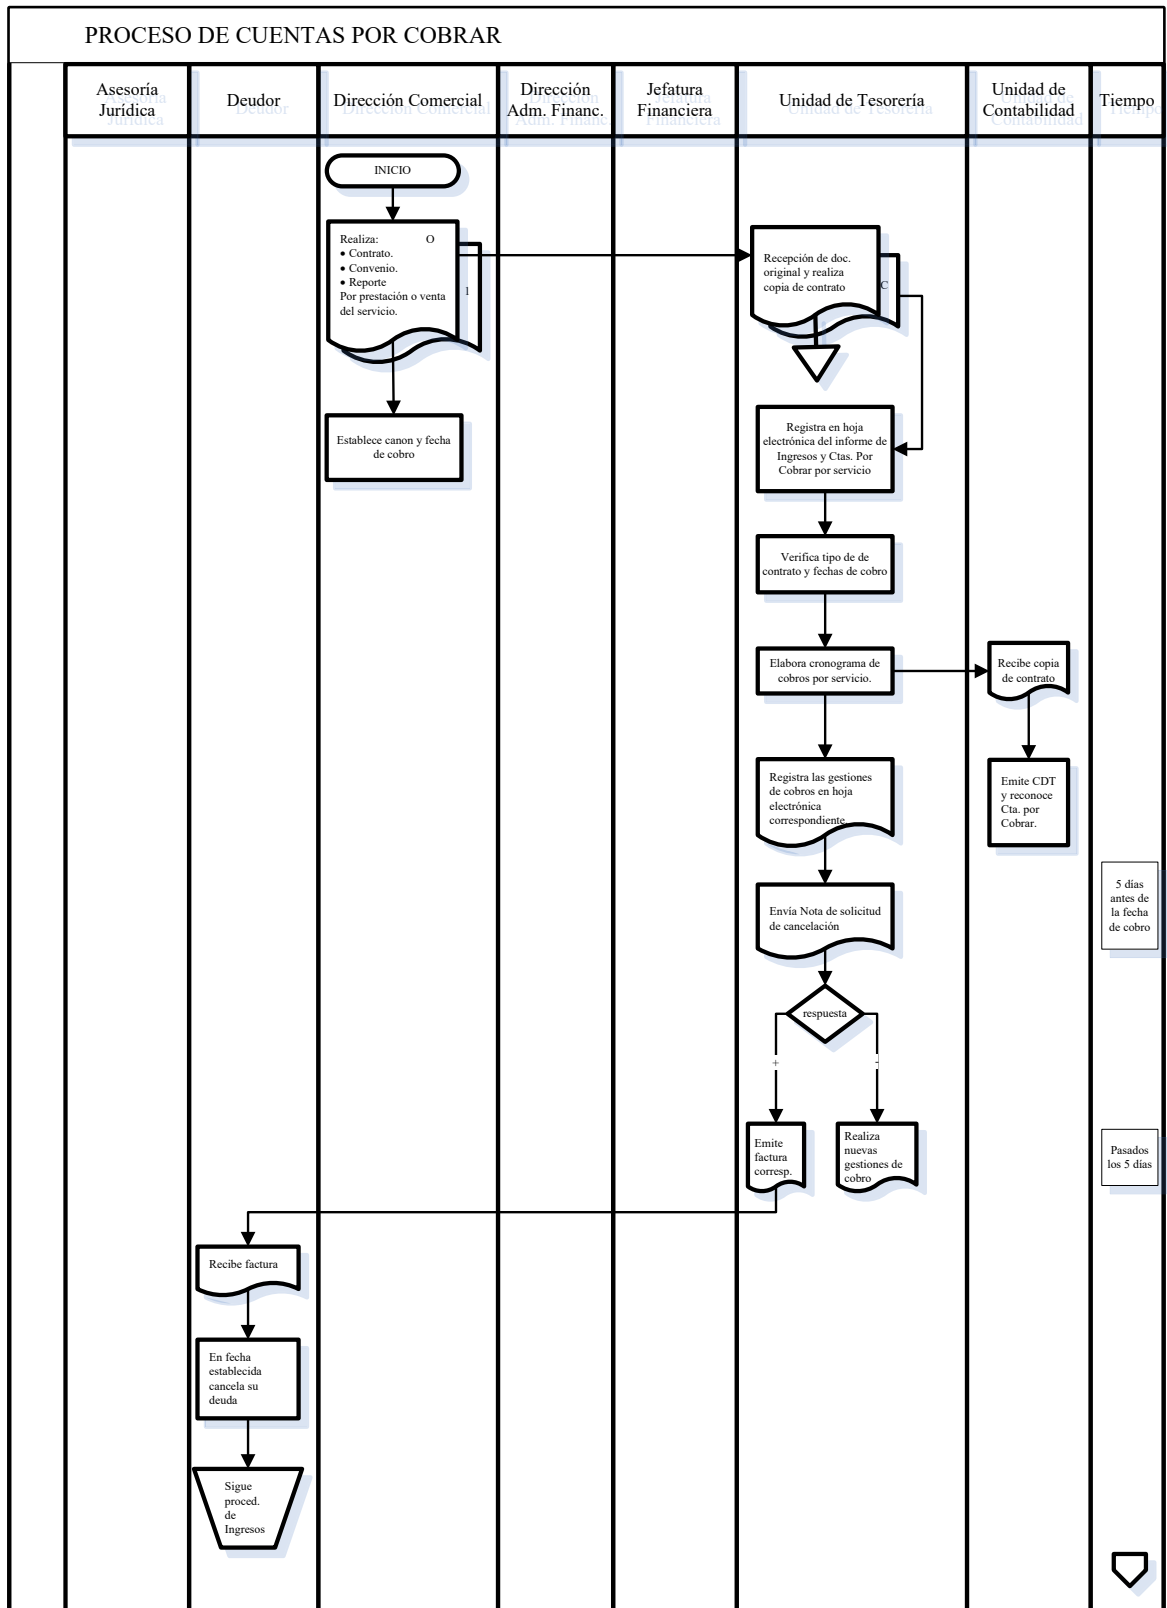 PROCESO DE CUENTAS POR COBRAR
Asesoría
Jurídica
Deudor
Dirección Comercial
Dirección
Adm. Financ.
Jefatura
Financiera
Unidad de Tesorería
Unidad de
Contabilidad
Tiempo
INICIO
Realiza: O
• Contrato.
• Convenio.
• Reporte
Por prestación o venta
del servicio.
1
Recepción de doc.
original y realiza
copia de contrato
C
Establece canon y fecha
de cobro
Registra en hoja
electrónica del informe de
Ingresos y Ctas. Por
Cobrar por servicio
Verifica tipo de de
contrato y fechas de cobro
Elabora cronograma de
cobros por servicio.
Recibe copia
de contrato
Registra las gestiones
de cobros en hoja
electrónica
correspondiente.
Emite CDT
y reconoce
Cta. por
Cobrar.
Envía Nota de solicitud
de cancelación
5 días
antes de
la fecha
de cobro
respuesta
+
-
Emite
factura
corresp.
Realiza
nuevas
gestiones de
cobro
Pasados
los 5 días
Recibe factura
En fecha
establecida
cancela su
deuda
Sigue
proced.
de
Ingresos